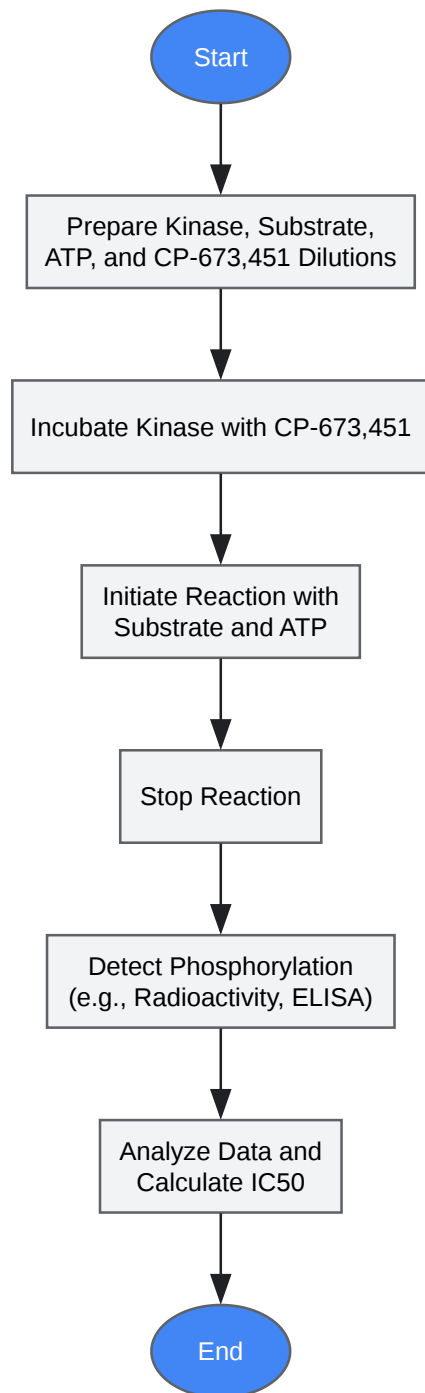 Start
Prepare Kinase, Substrate,
ATP, and CP-673,451 Dilutions
Incubate Kinase with CP-673,451
Initiate Reaction with
Substrate and ATP
Stop Reaction
Detect Phosphorylation
(e.g., Radioactivity, ELISA)
Analyze Data and
Calculate IC50
End